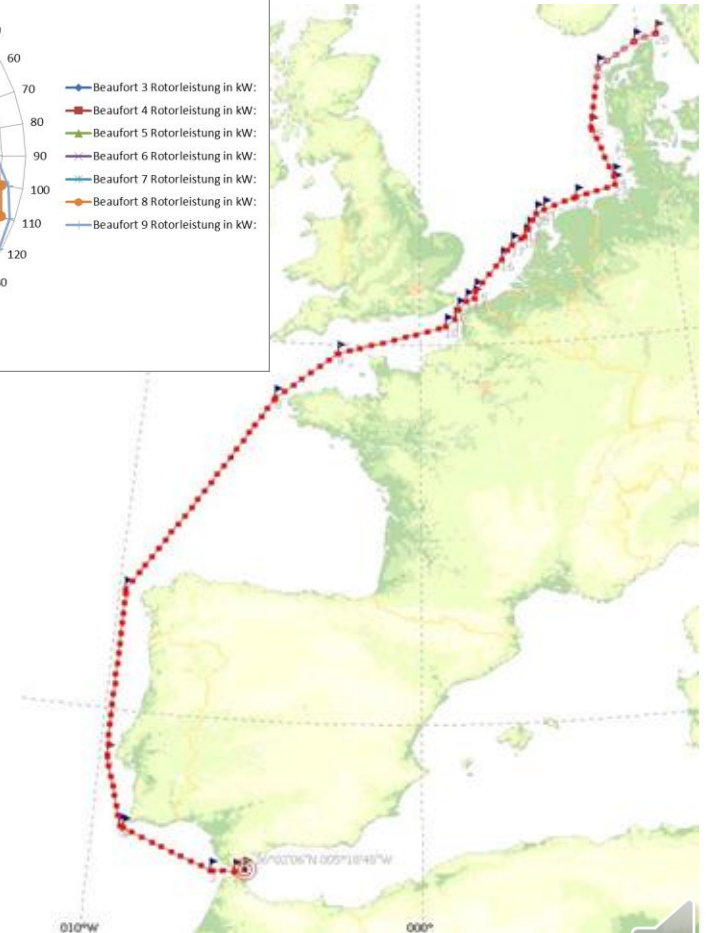 60
70
80
90
100
110
120
Beaufort 3 Rotorleistung in kW:
Beaufort 4 Rotorleistung in kW:
Beaufort 5 Rotorleistung in kW:
Beaufort 6 Rotorleistung in kW:
Beaufort 7 Rotorleistung in kW:
Beaufort 8 Rotorleistung in kW:
Beaufort 9 Rotorleistung in kW:
010°W
000°